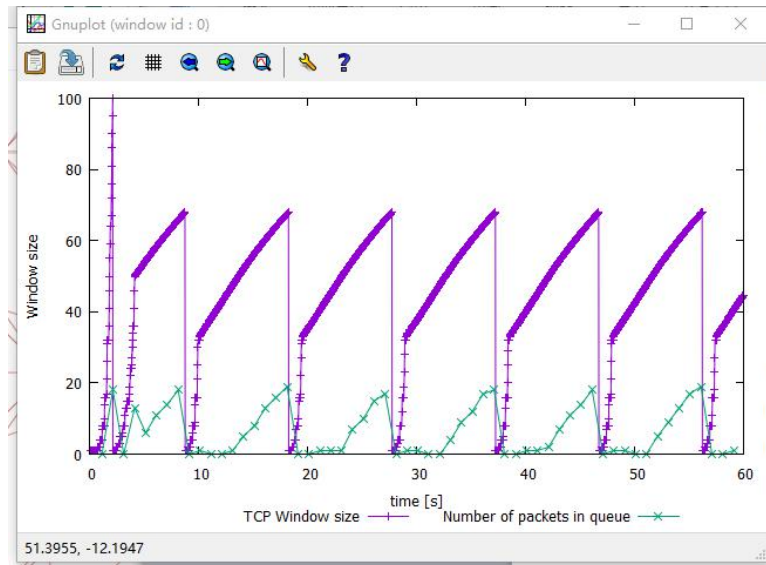 Gnuplot (window id : 0)
?
100
80
60
40
20
0
Window size
0 10 20 30 40 50 60
time [s]
TCP Window size Number of packets in queue
51.3955, -12.1947